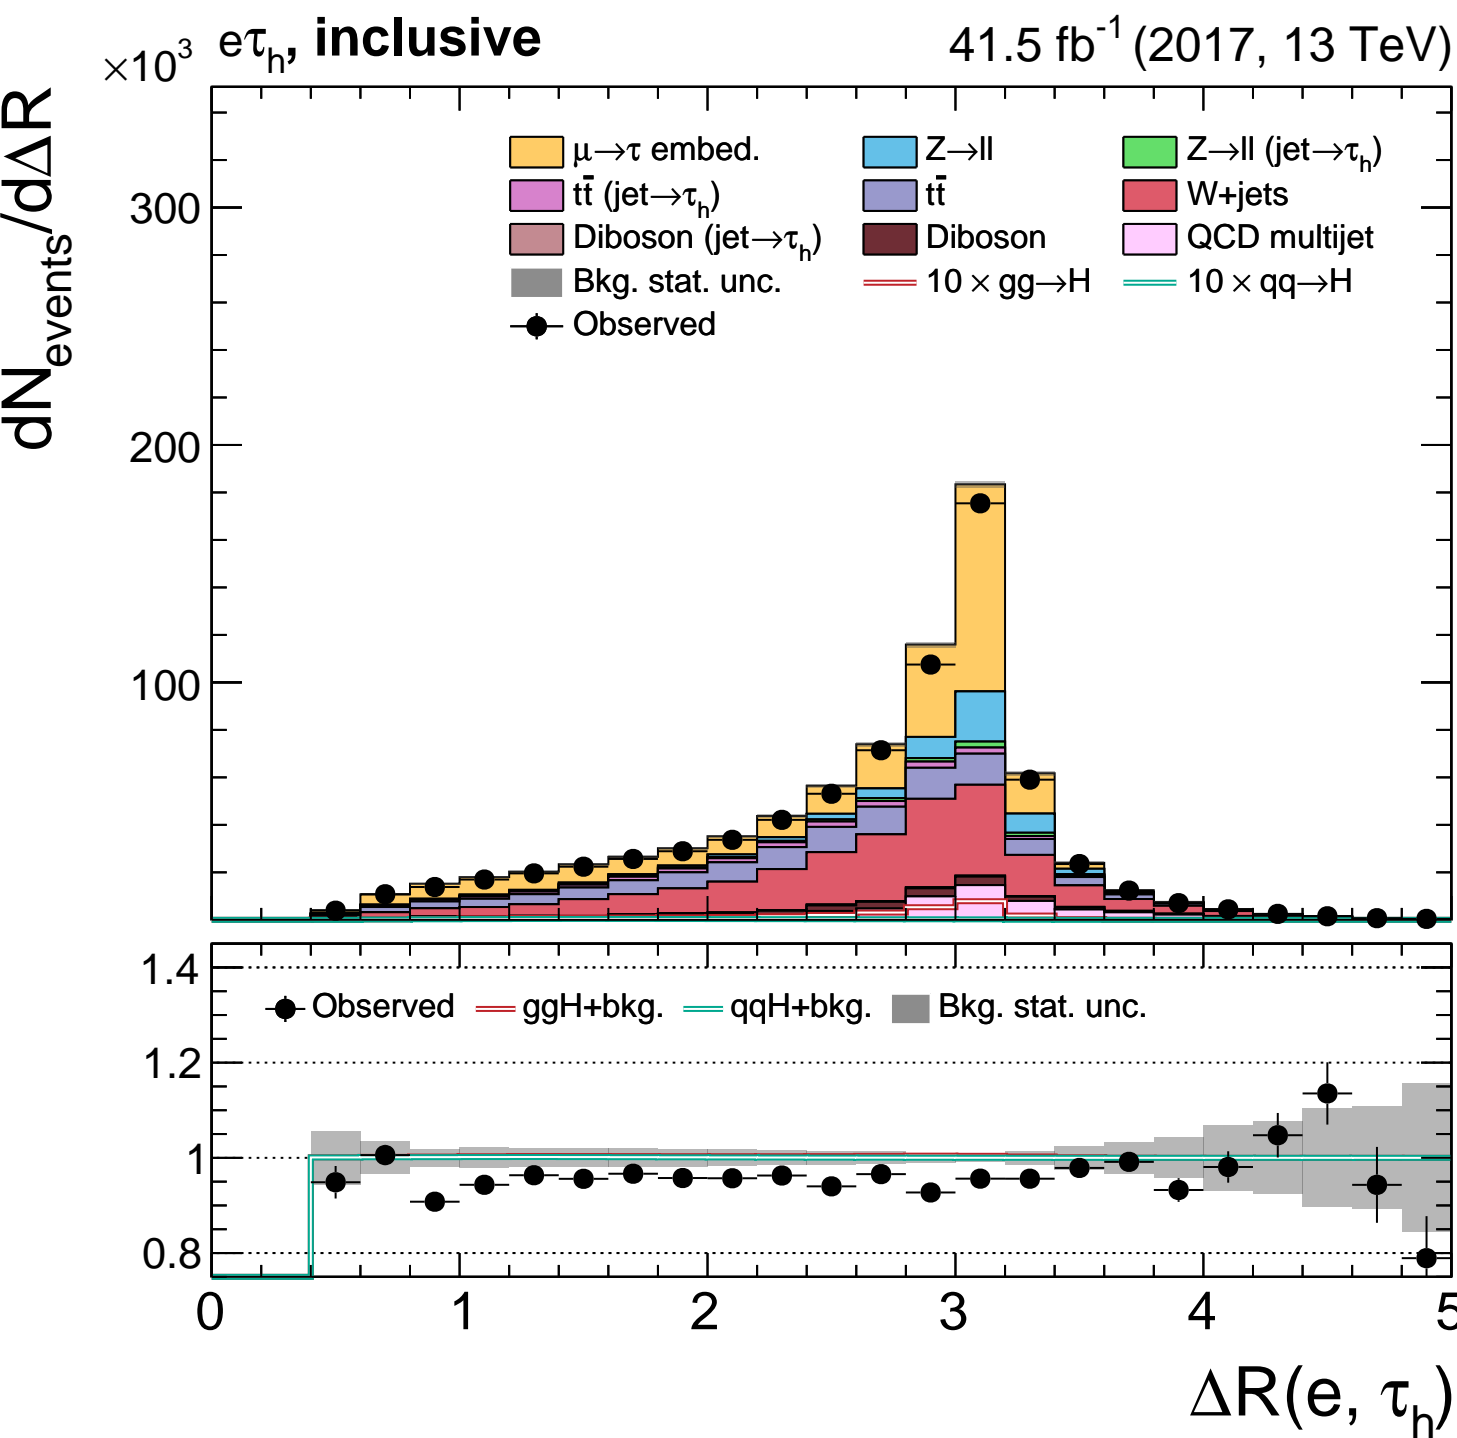 ×10³ eτₕ, inclusive 41.5 fb⁻¹ (2017, 13 TeV)
dN_events/dΔR
μ→τ embed. Z→ll Z→ll (jet→τₕ)
tt̄ (jet→τₕ) tt̄ W+jets
Diboson (jet→τₕ) Diboson QCD multijet
Bkg. stat. unc. 10 × gg→H 10 × qq→H
Observed
300
200
100
1.4
Observed ggH+bkg. qqH+bkg. Bkg. stat. unc.
1.2
1
0.8
0 1 2 3 4 5
ΔR(e, τₕ)